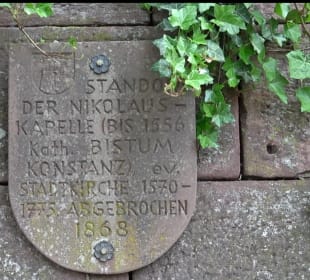 STANDORT
DER NIKOLAUS-
KAPELLE (BIS 1556
Kath. BISTUM
KONSTANZ) ev.
STADTKIRCHE 1570-
1775. ABGEBROCHEN
1868